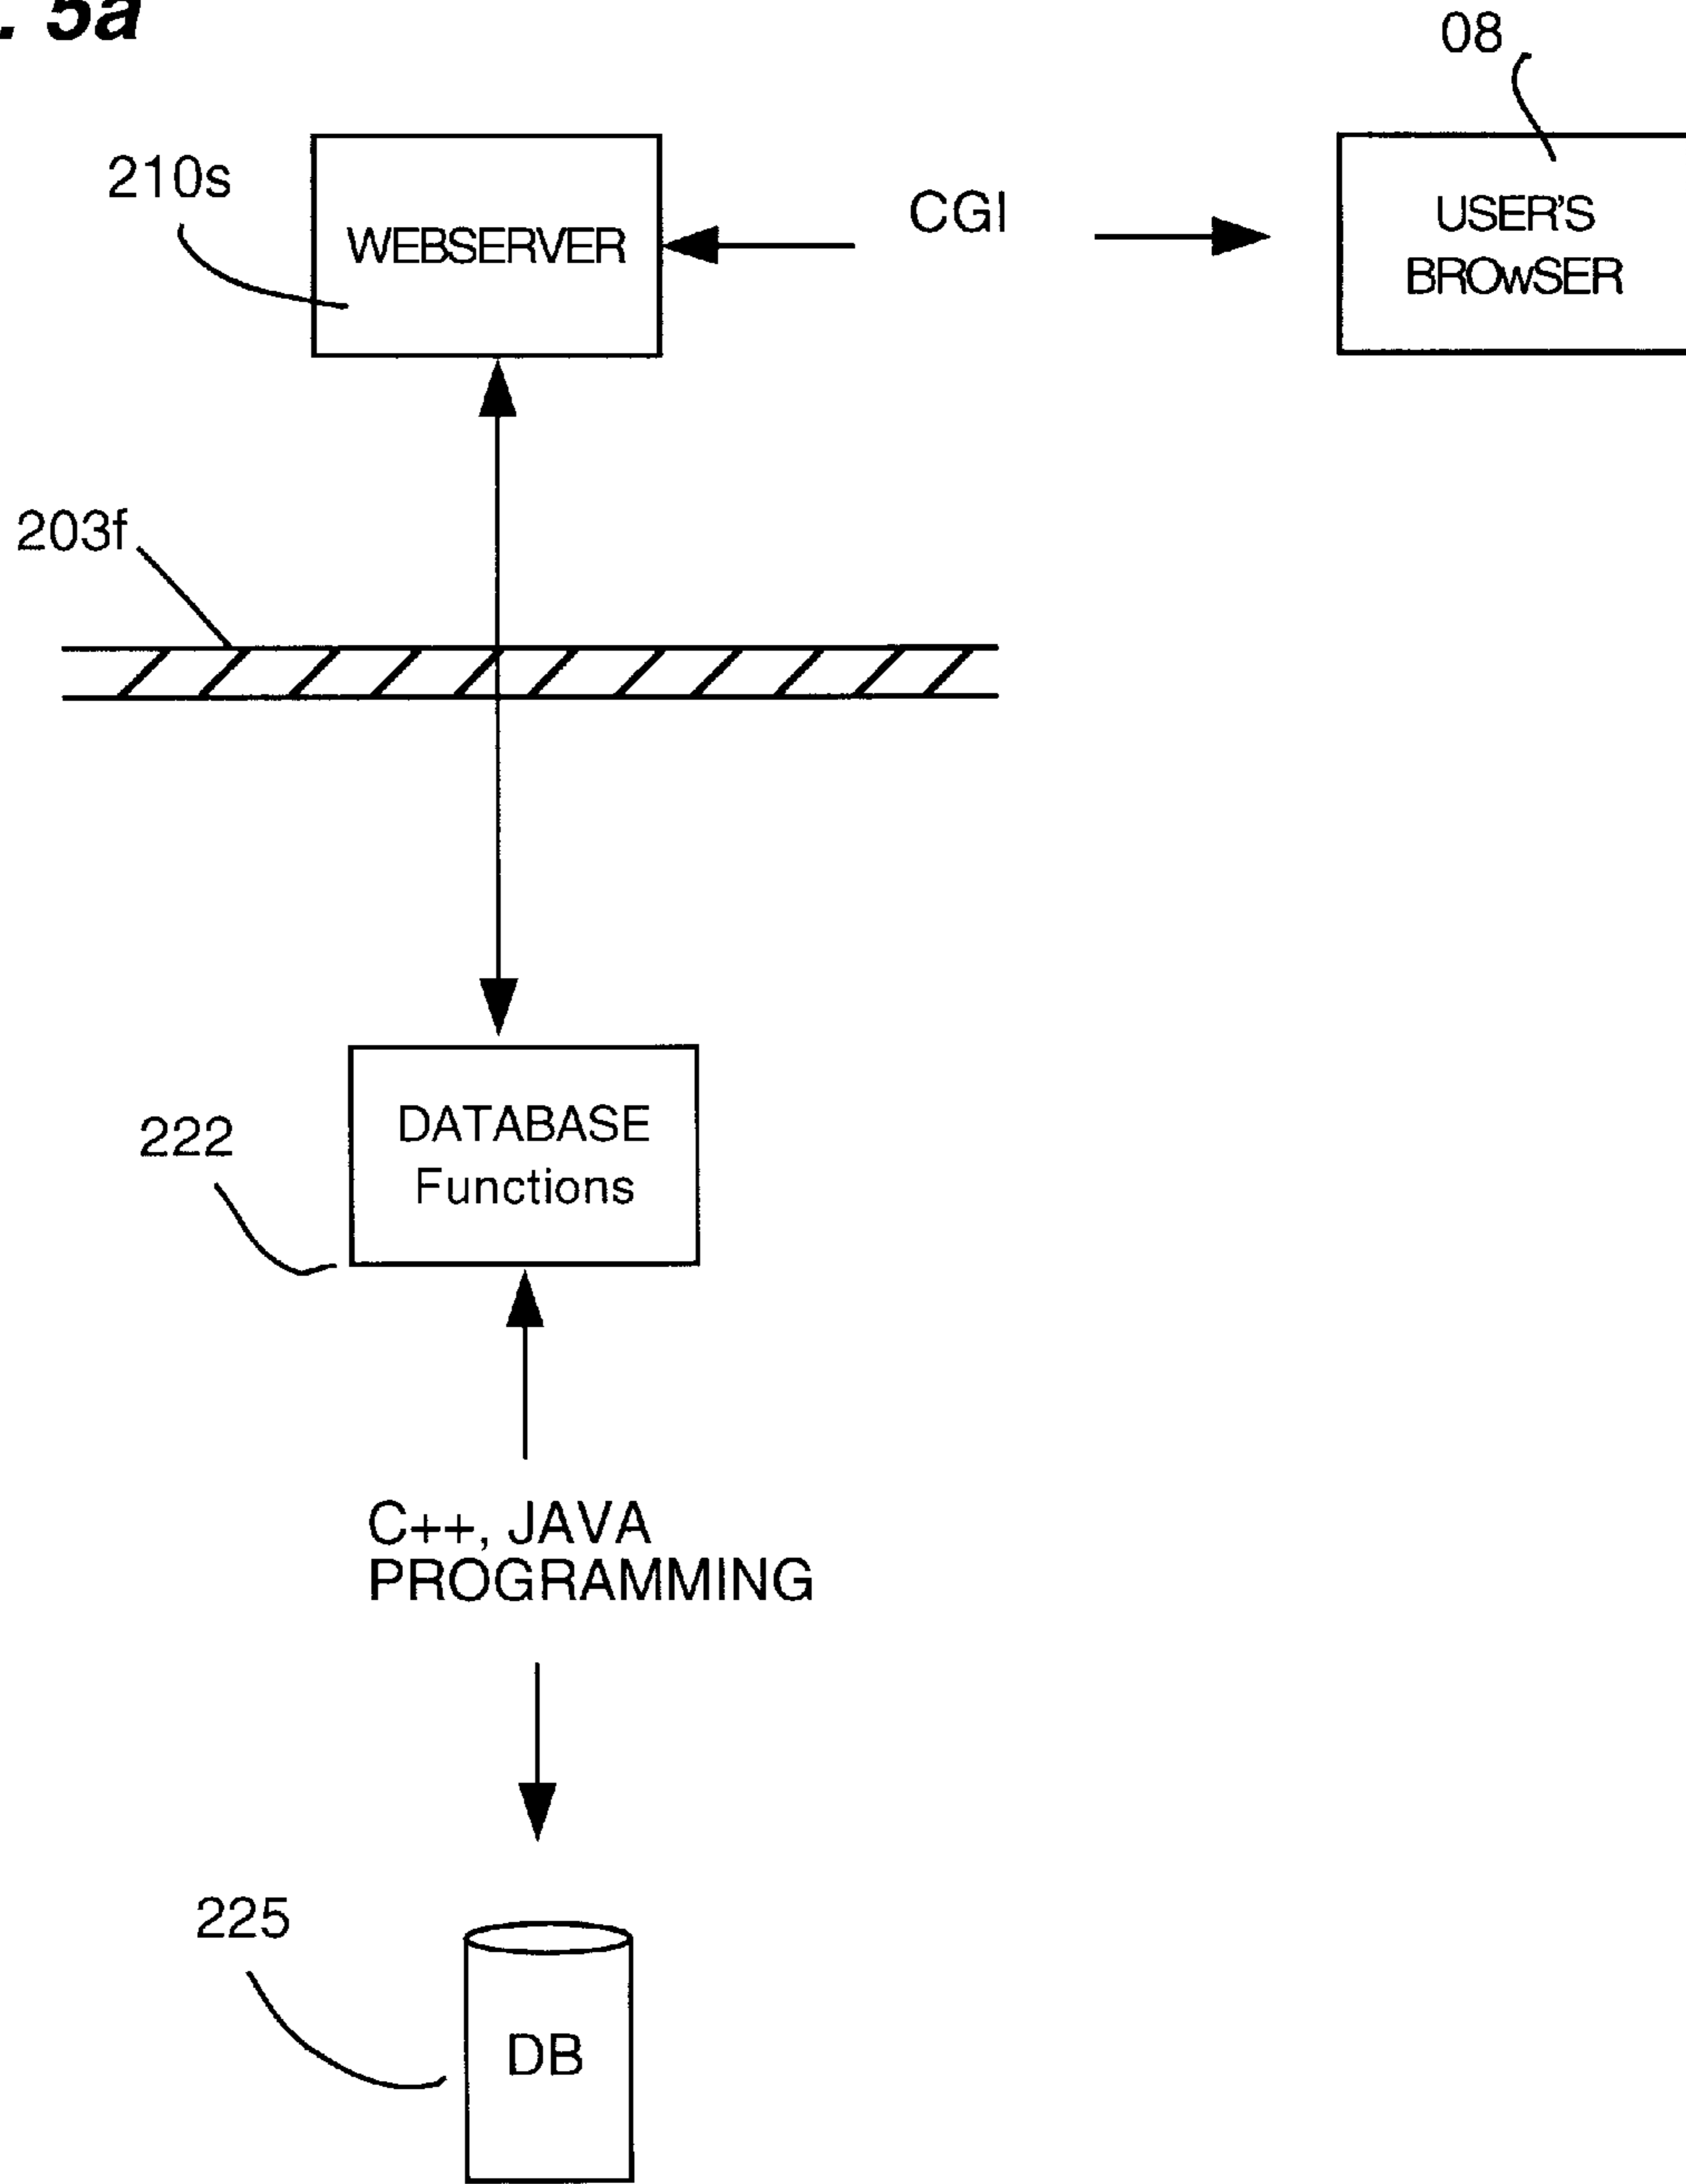 . 5a
08
210s
WEBSERVER
CGI
USER'S
BROwSER
203f
222
DATABASE
Functions
C++, JAVA
PROGRAMMING
225
DB